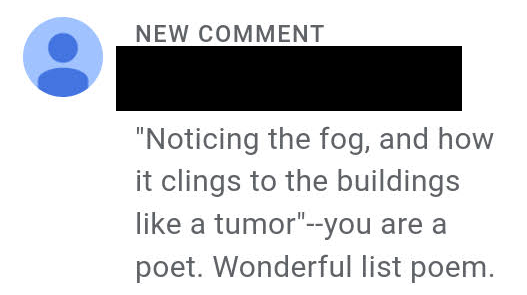 NEW COMMENT
"Noticing the fog, and how
it clings to the buildings
like a tumor"--you are a
poet. Wonderful list poem.